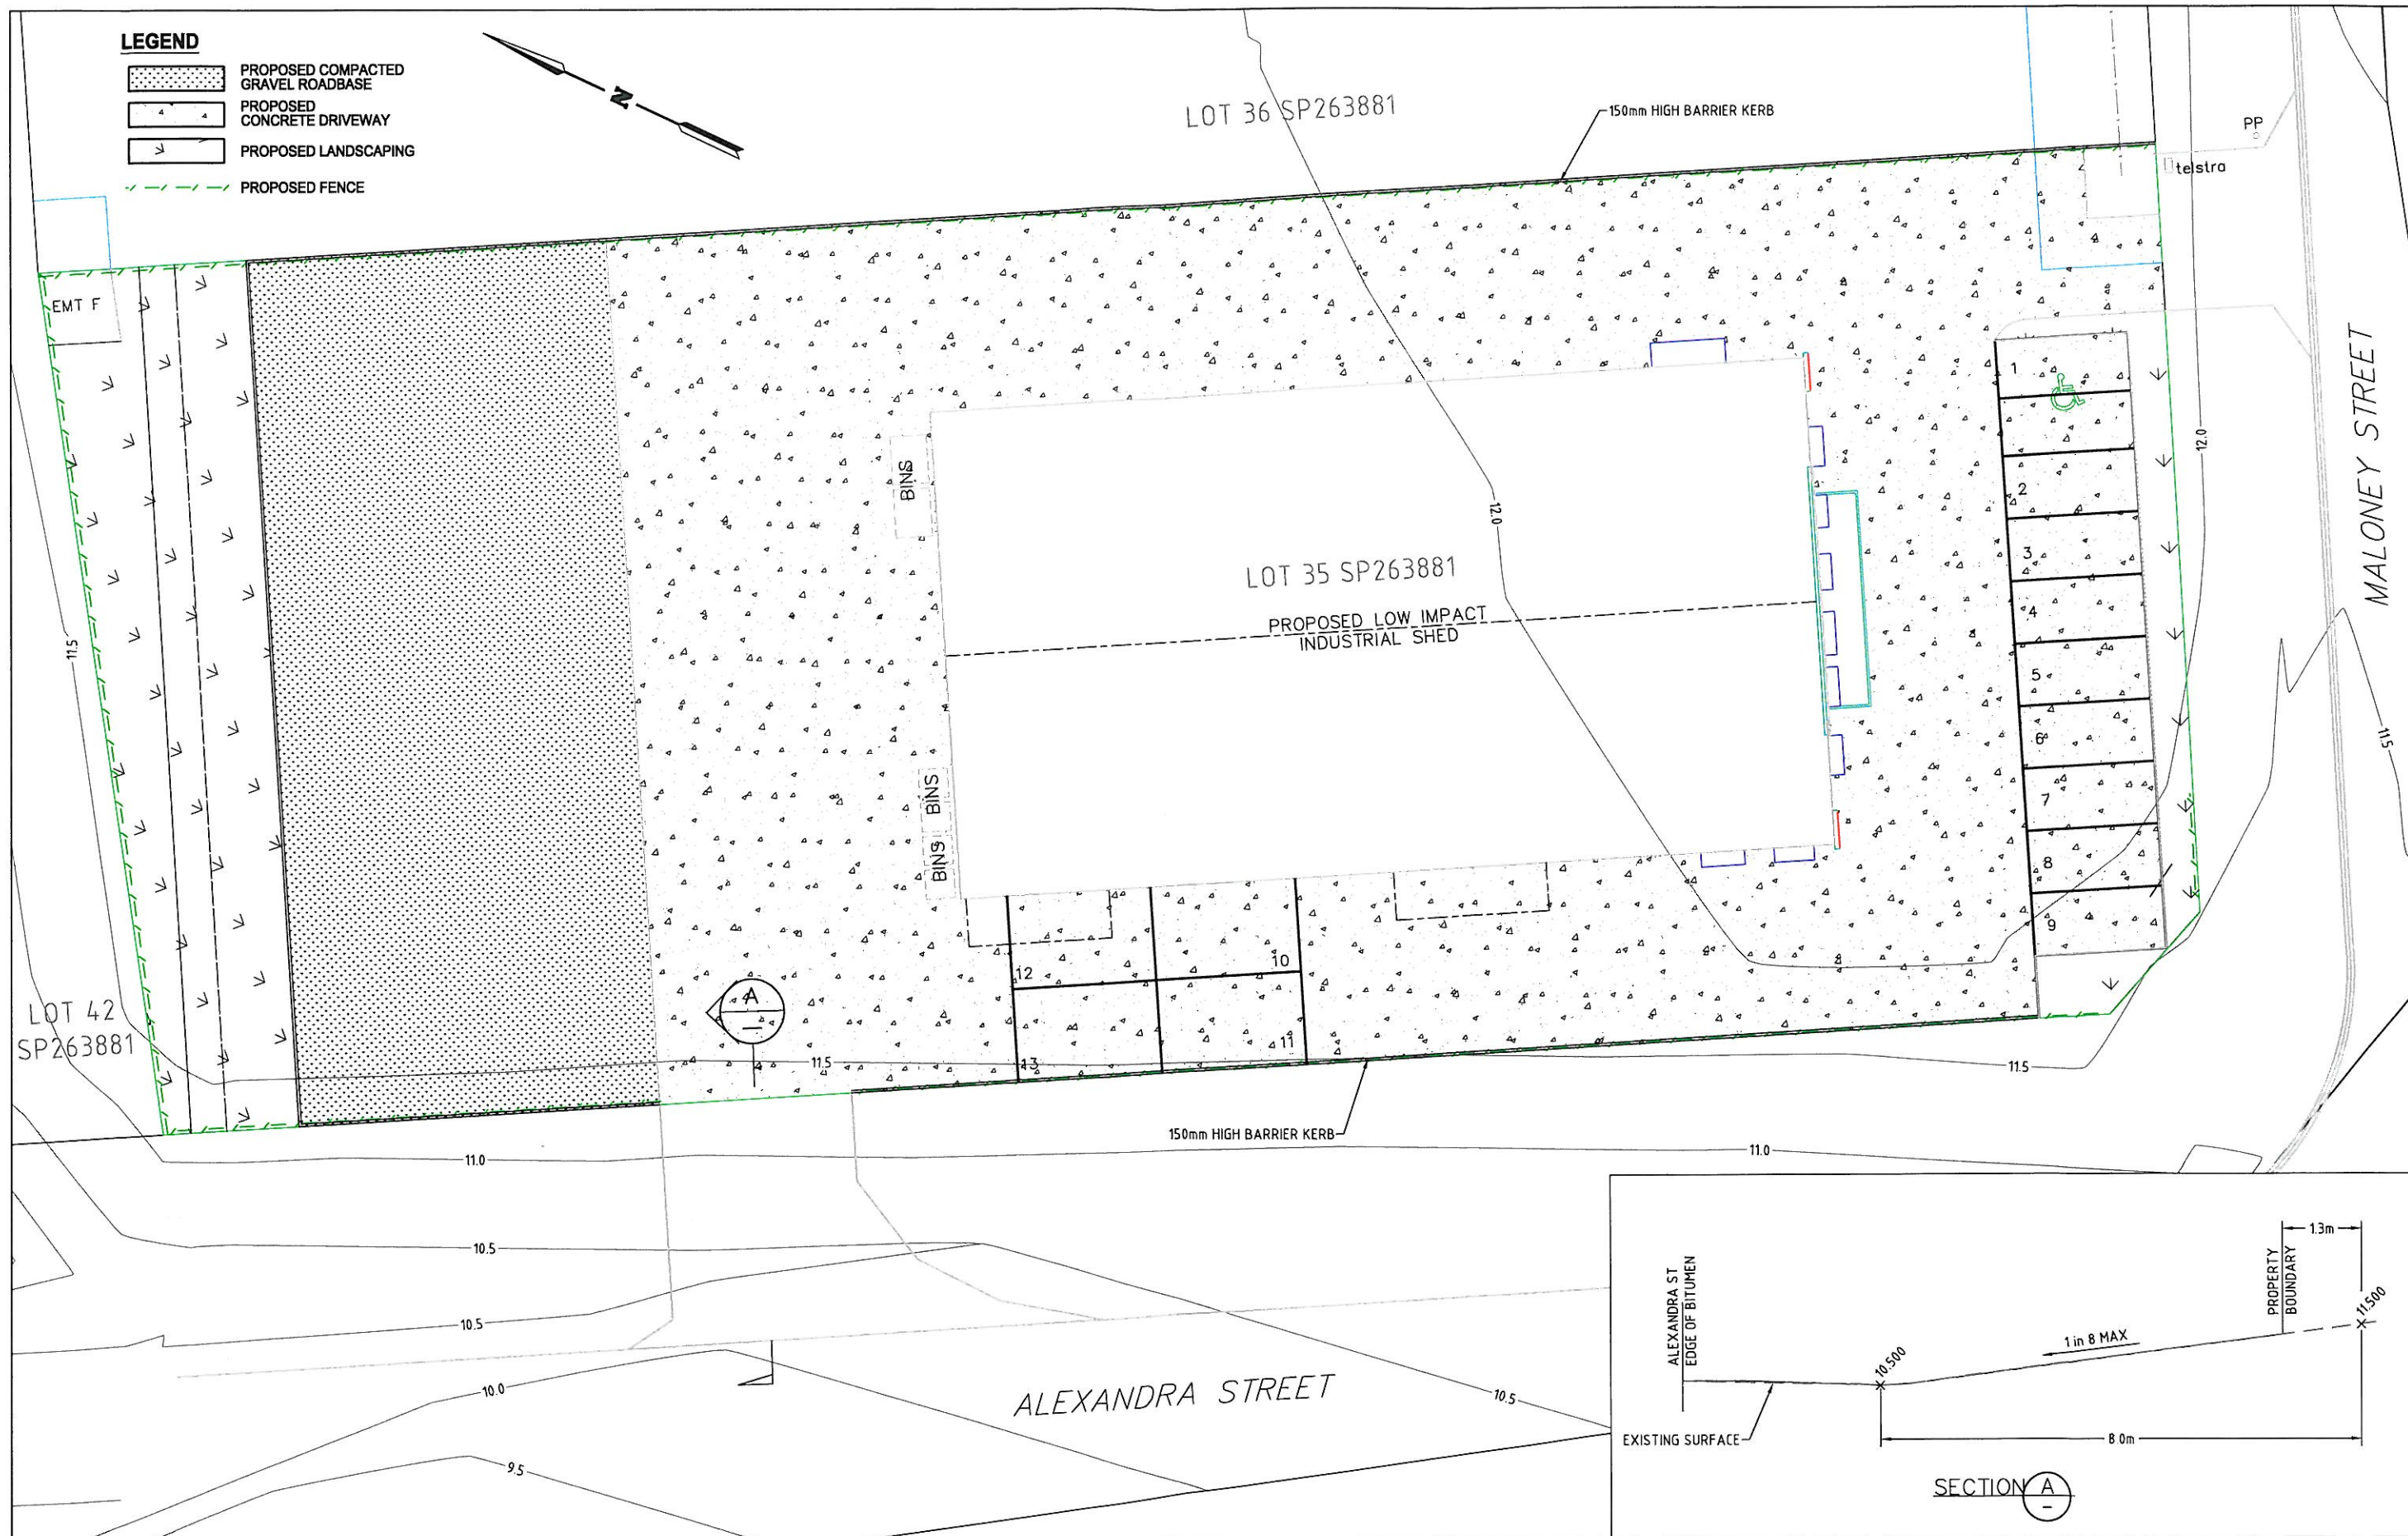 LEGEND
PROPOSED COMPACTED
GRAVEL ROADBASE
PROPOSED
CONCRETE DRIVEWAY
PROPOSED LANDSCAPING
PROPOSED FENCE
N
LOT 36 SP263881
150mm HIGH BARRIER KERB
PP
telstra
EMT F
MALONEY STREET
12.0
11.5
11.5
12.0
BINS
BINS
BINS
LOT 35 SP263881
PROPOSED LOW IMPACT
INDUSTRIAL SHED
1
2
3
4
5
6
7
8
9
10
11
12
13
A
-
LOT 42
SP263881
11.5
11.5
150mm HIGH BARRIER KERB
11.0
11.0
10.5
10.5
10.0
9.5
10.5
ALEXANDRA STREET
ALEXANDRA ST
EDGE OF BITUMEN
PROPERTY
BOUNDARY
1.3m
11.500
10.500
1 in 8 MAX
EXISTING SURFACE
8.0m
SECTION A
-